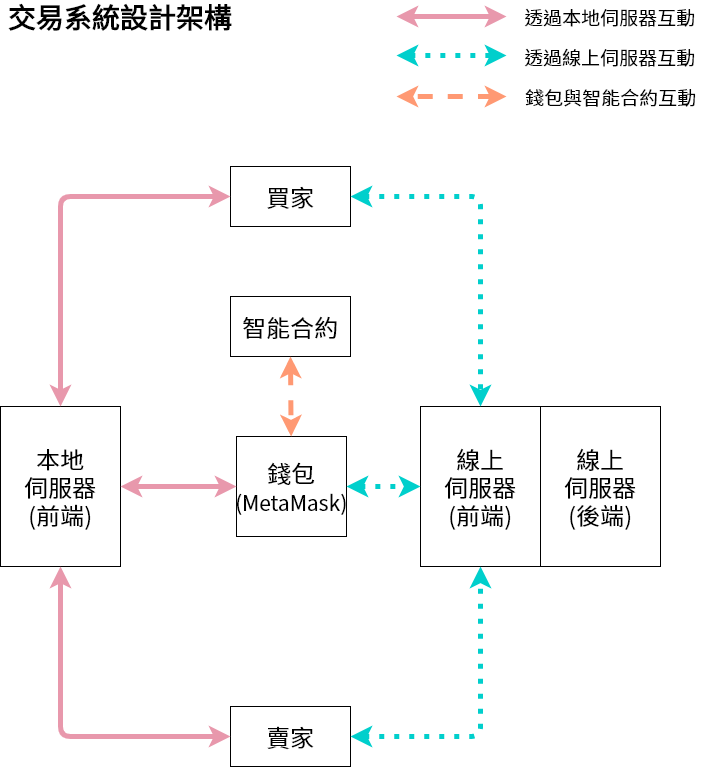 交易系統設計架構
透過本地伺服器互動
透過線上伺服器互動
錢包與智能合約互動
買家
智能合約
本地
伺服器
(前端)
錢包
(MetaMask)
線上
伺服器
(前端)
線上
伺服器
(後端)
賣家